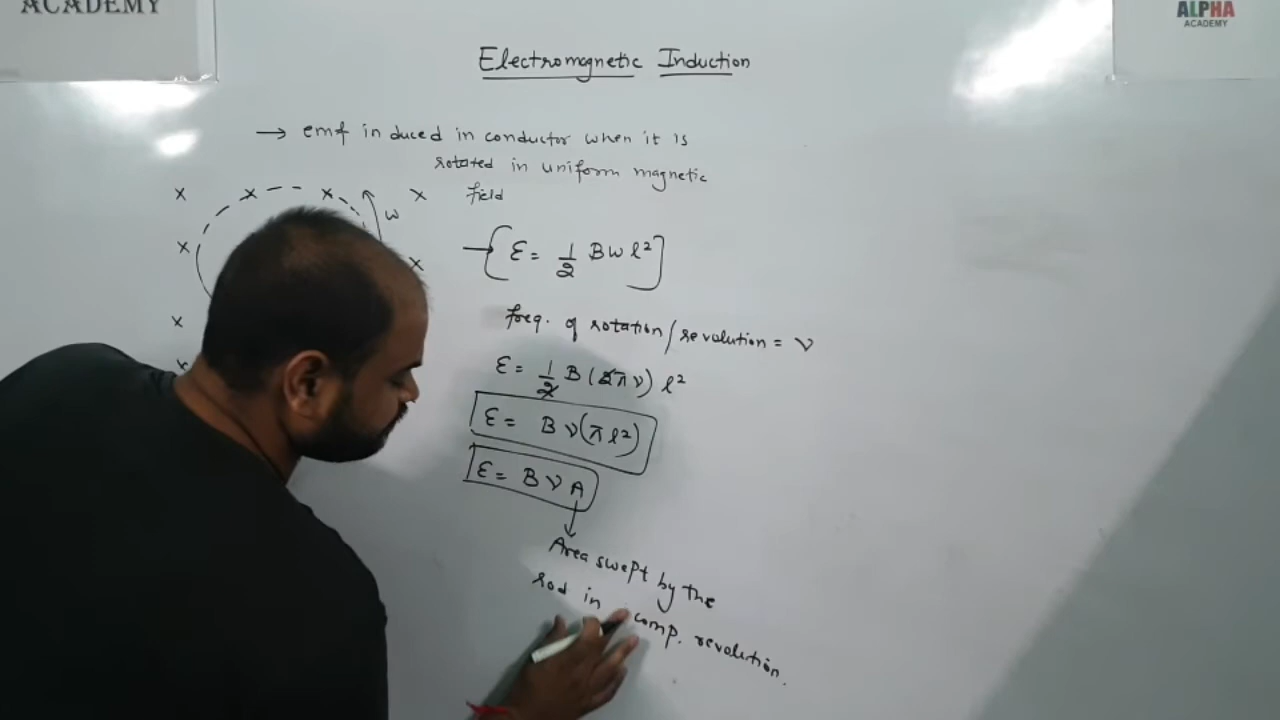 ACADEMY
ALPHA
ACADEMY
Electromagnetic Induction
→ emf induced in conductor when it is
rotated in uniform magnetic
field
x x x x
ω
x
x
x
→ [ε = 1/2 Bωl²]
freq. of rotation/revolution = ν
ε = 1/2 B(2πν) l²
ε = Bν(πl²)
ε = BνA
↓
Area swept by the
rod in comp. revolution.